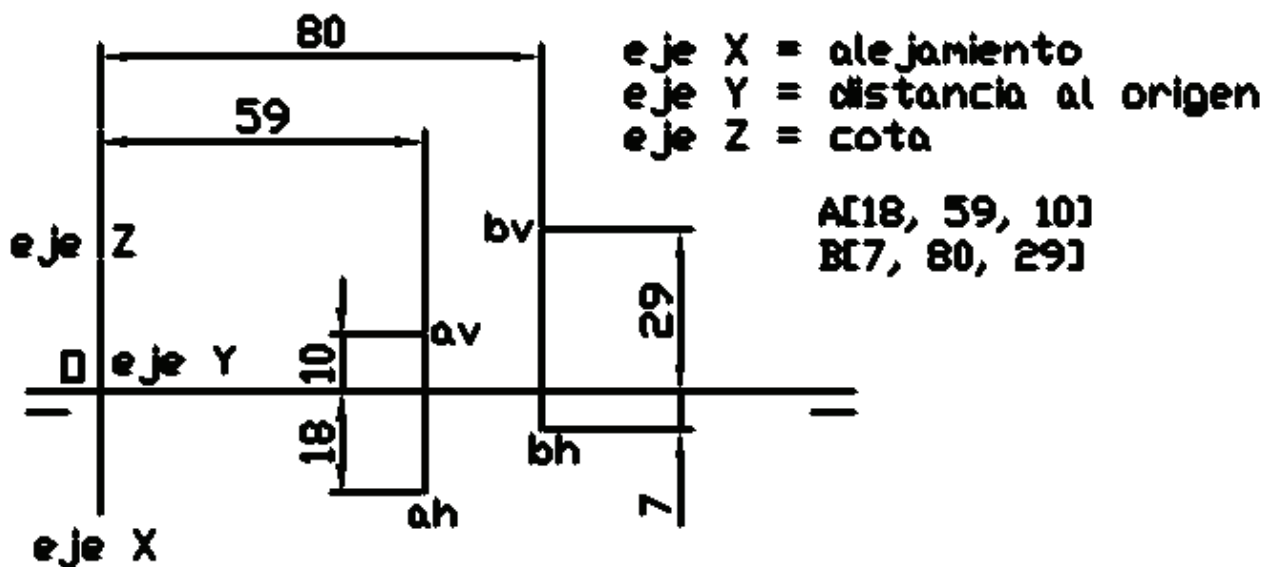 80
eje X = alejamiento
eje Y = distancia al origen
59
eje Z = cota
A[18, 59, 10]
bv
eje Z
B[7, 80, 29]
29
av
O eje Y
10
18
bh
ah
7
eje X